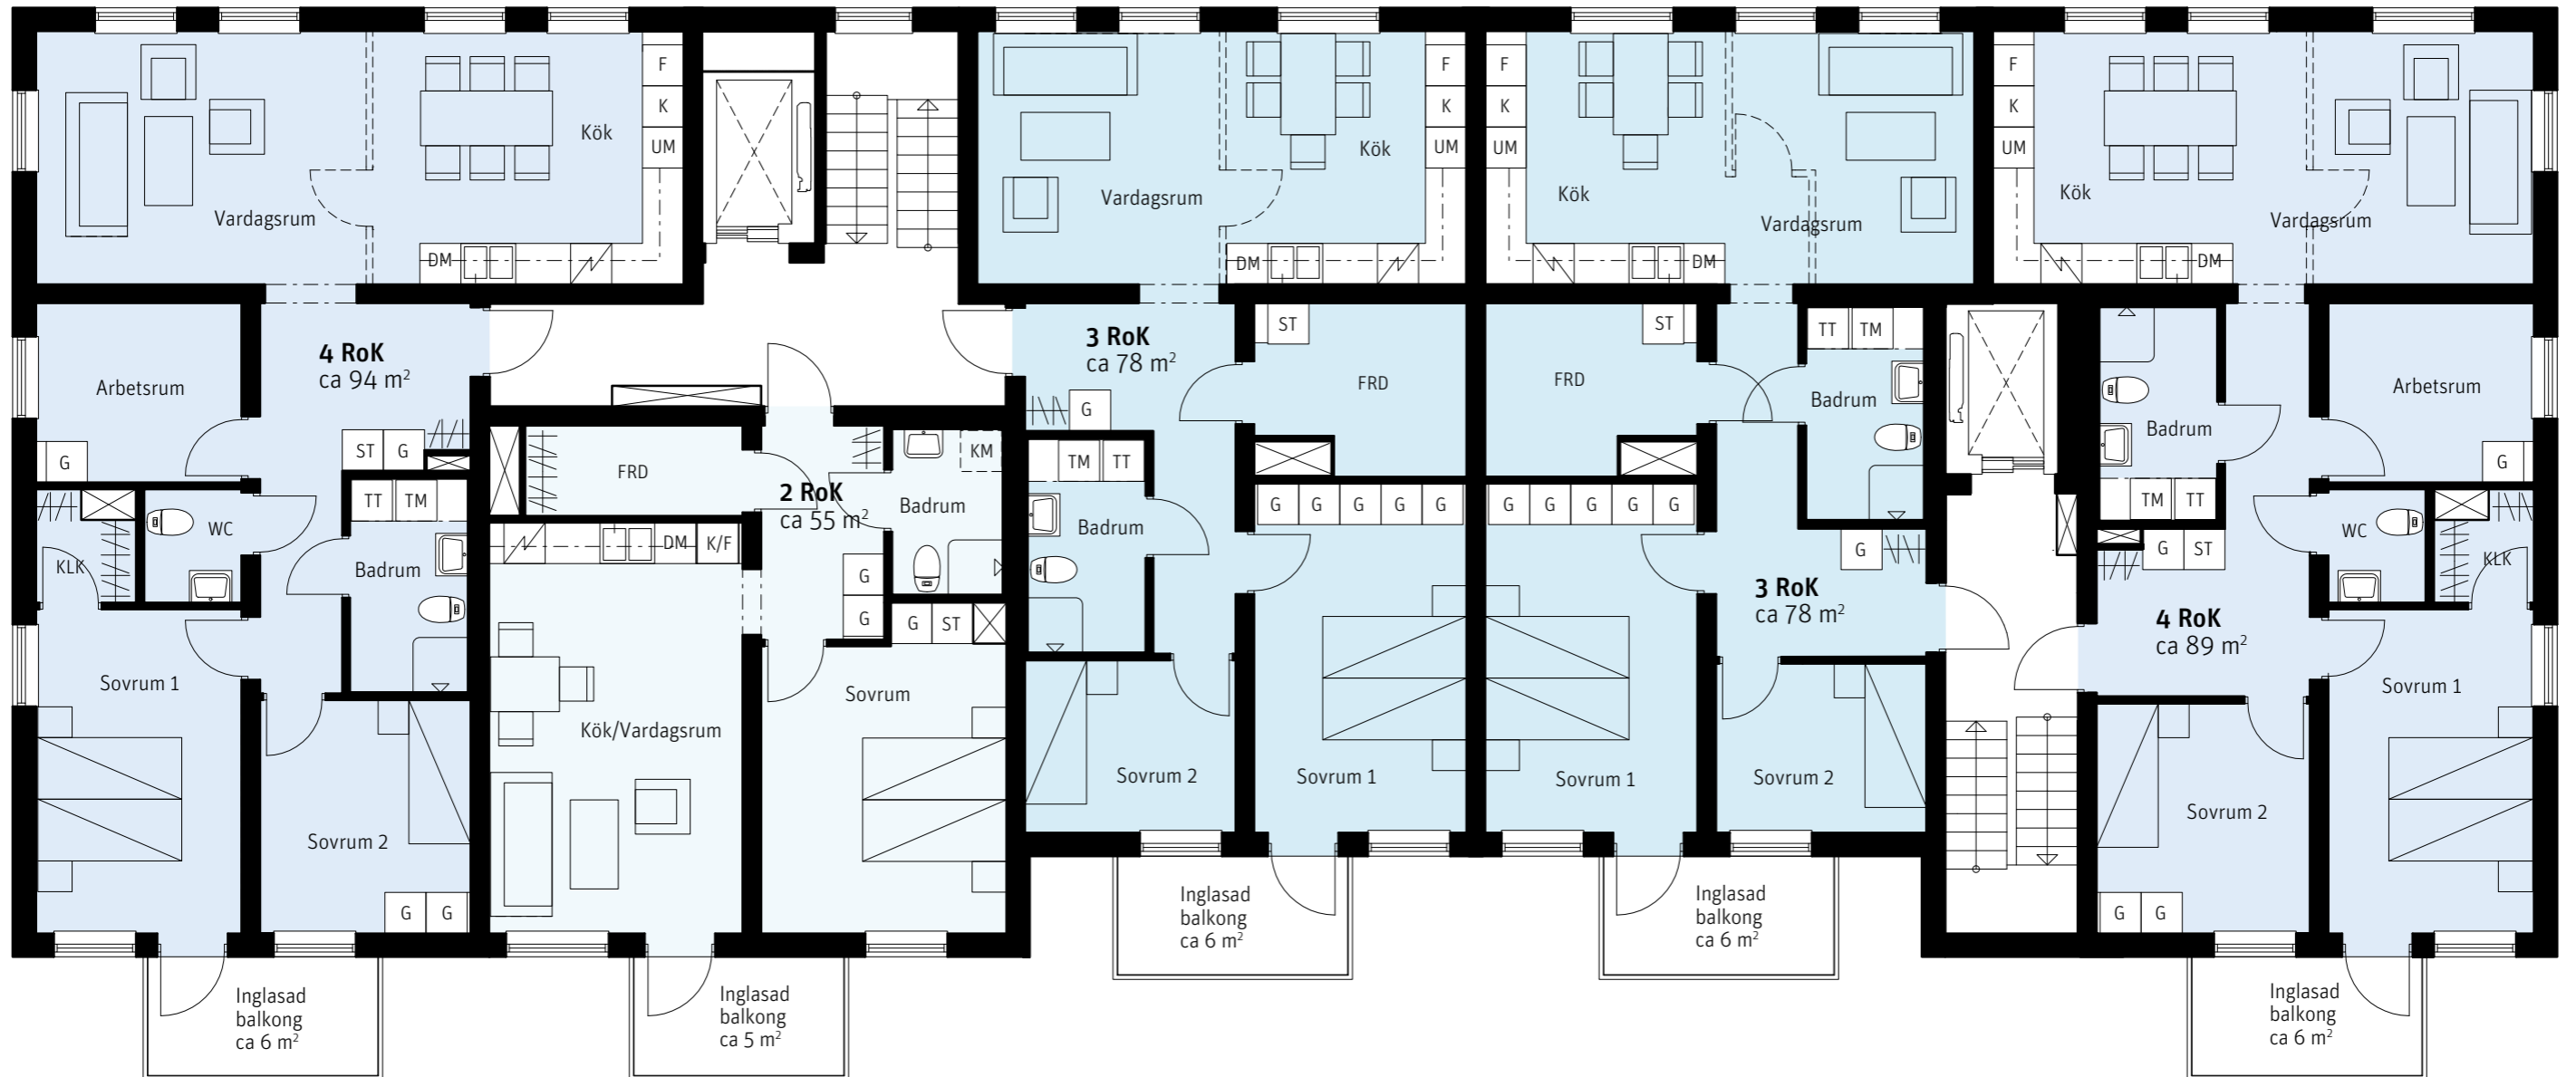 F
K
UM
Kök
Vardagsrum
DM
Arbetsrum
G
4 RoK
ca 94 m²
ST
G
KLK
WC
TT
TM
Badrum
Sovrum 1
Sovrum 2
G
G
Inglasad
balkong
ca 6 m²
FRD
2 RoK
ca 55 m²
KM
Badrum
DM
K/F
G
G
G
ST
Kök/Vardagsrum
Sovrum
Inglasad
balkong
ca 5 m²
Vardagsrum
Kök
F
K
UM
DM
3 RoK
ca 78 m²
G
ST
FRD
TM
TT
Badrum
G
G
G
G
G
Sovrum 2
Sovrum 1
Inglasad
balkong
ca 6 m²
F
K
UM
Kök
Vardagsrum
DM
ST
FRD
TT
TM
Badrum
G
G
G
G
G
G
3 RoK
ca 78 m²
Sovrum 1
Sovrum 2
Inglasad
balkong
ca 6 m²
F
K
UM
Kök
Vardagsrum
DM
Badrum
TM
TT
Arbetsrum
G
G
ST
WC
KLK
4 RoK
ca 89 m²
Sovrum 1
Sovrum 2
G
G
Inglasad
balkong
ca 6 m²